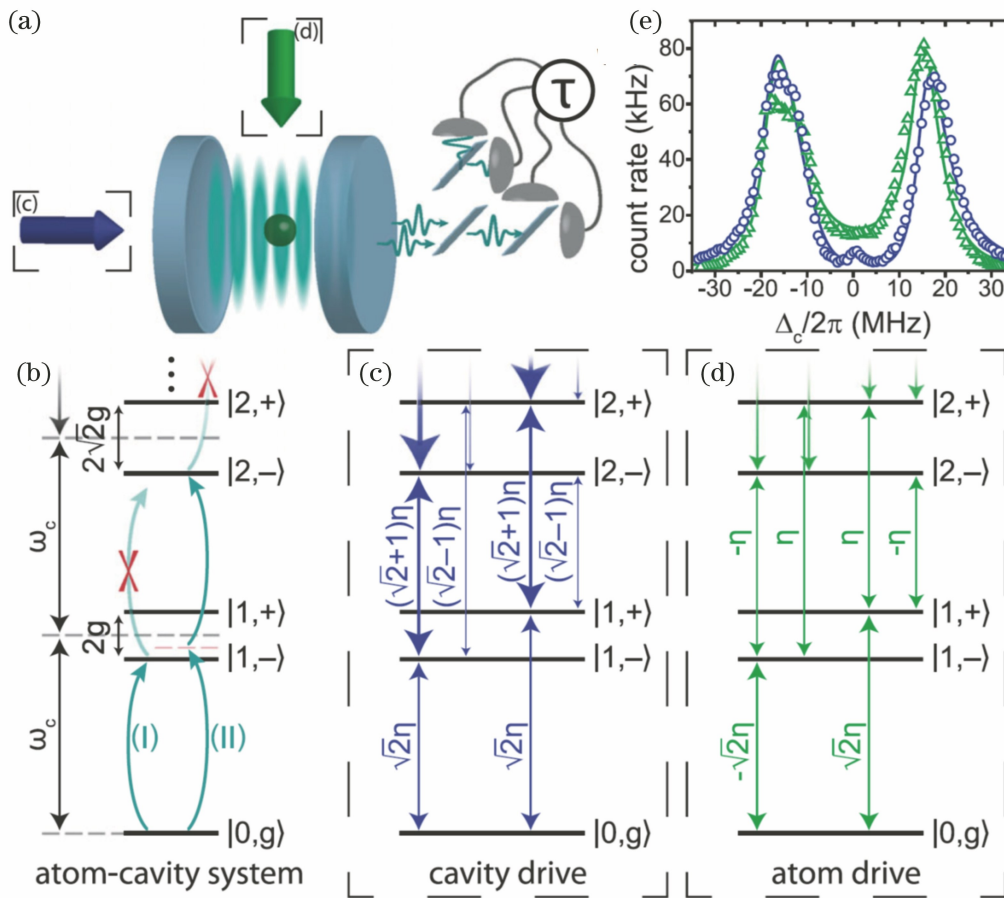 (a)
(d)
(c)
τ
(e)
count rate (kHz)
80
60
40
20
0
-30
-20
-10
0
10
20
30
Δc/2π (MHz)
(b)
|2,+⟩
|2,−⟩
2√2g
ωc
|1,+⟩
|1,−⟩
2g
ωc
(I)
(II)
|0,g⟩
atom-cavity system
(c)
|2,+⟩
|2,−⟩
(√2+1)η
(√2−1)η
(√2+1)η
(√2−1)η
|1,+⟩
|1,−⟩
√2η
√2η
|0,g⟩
cavity drive
(d)
|2,+⟩
|2,−⟩
-η
η
η
-η
|1,+⟩
|1,−⟩
-√2η
√2η
|0,g⟩
atom drive